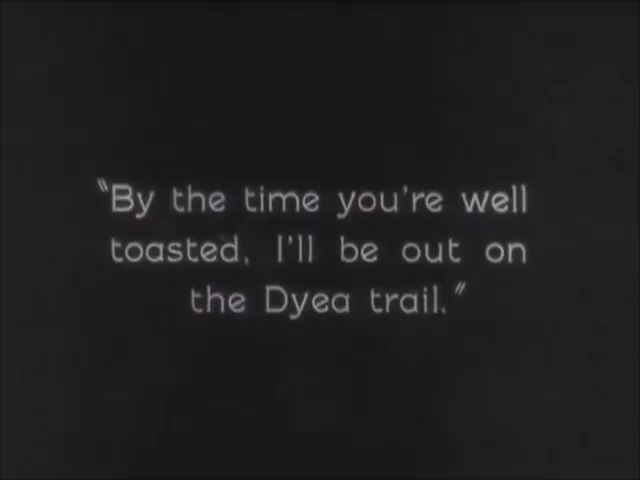 "By the time you're well
toasted, I'll be out on
the Dyea trail."